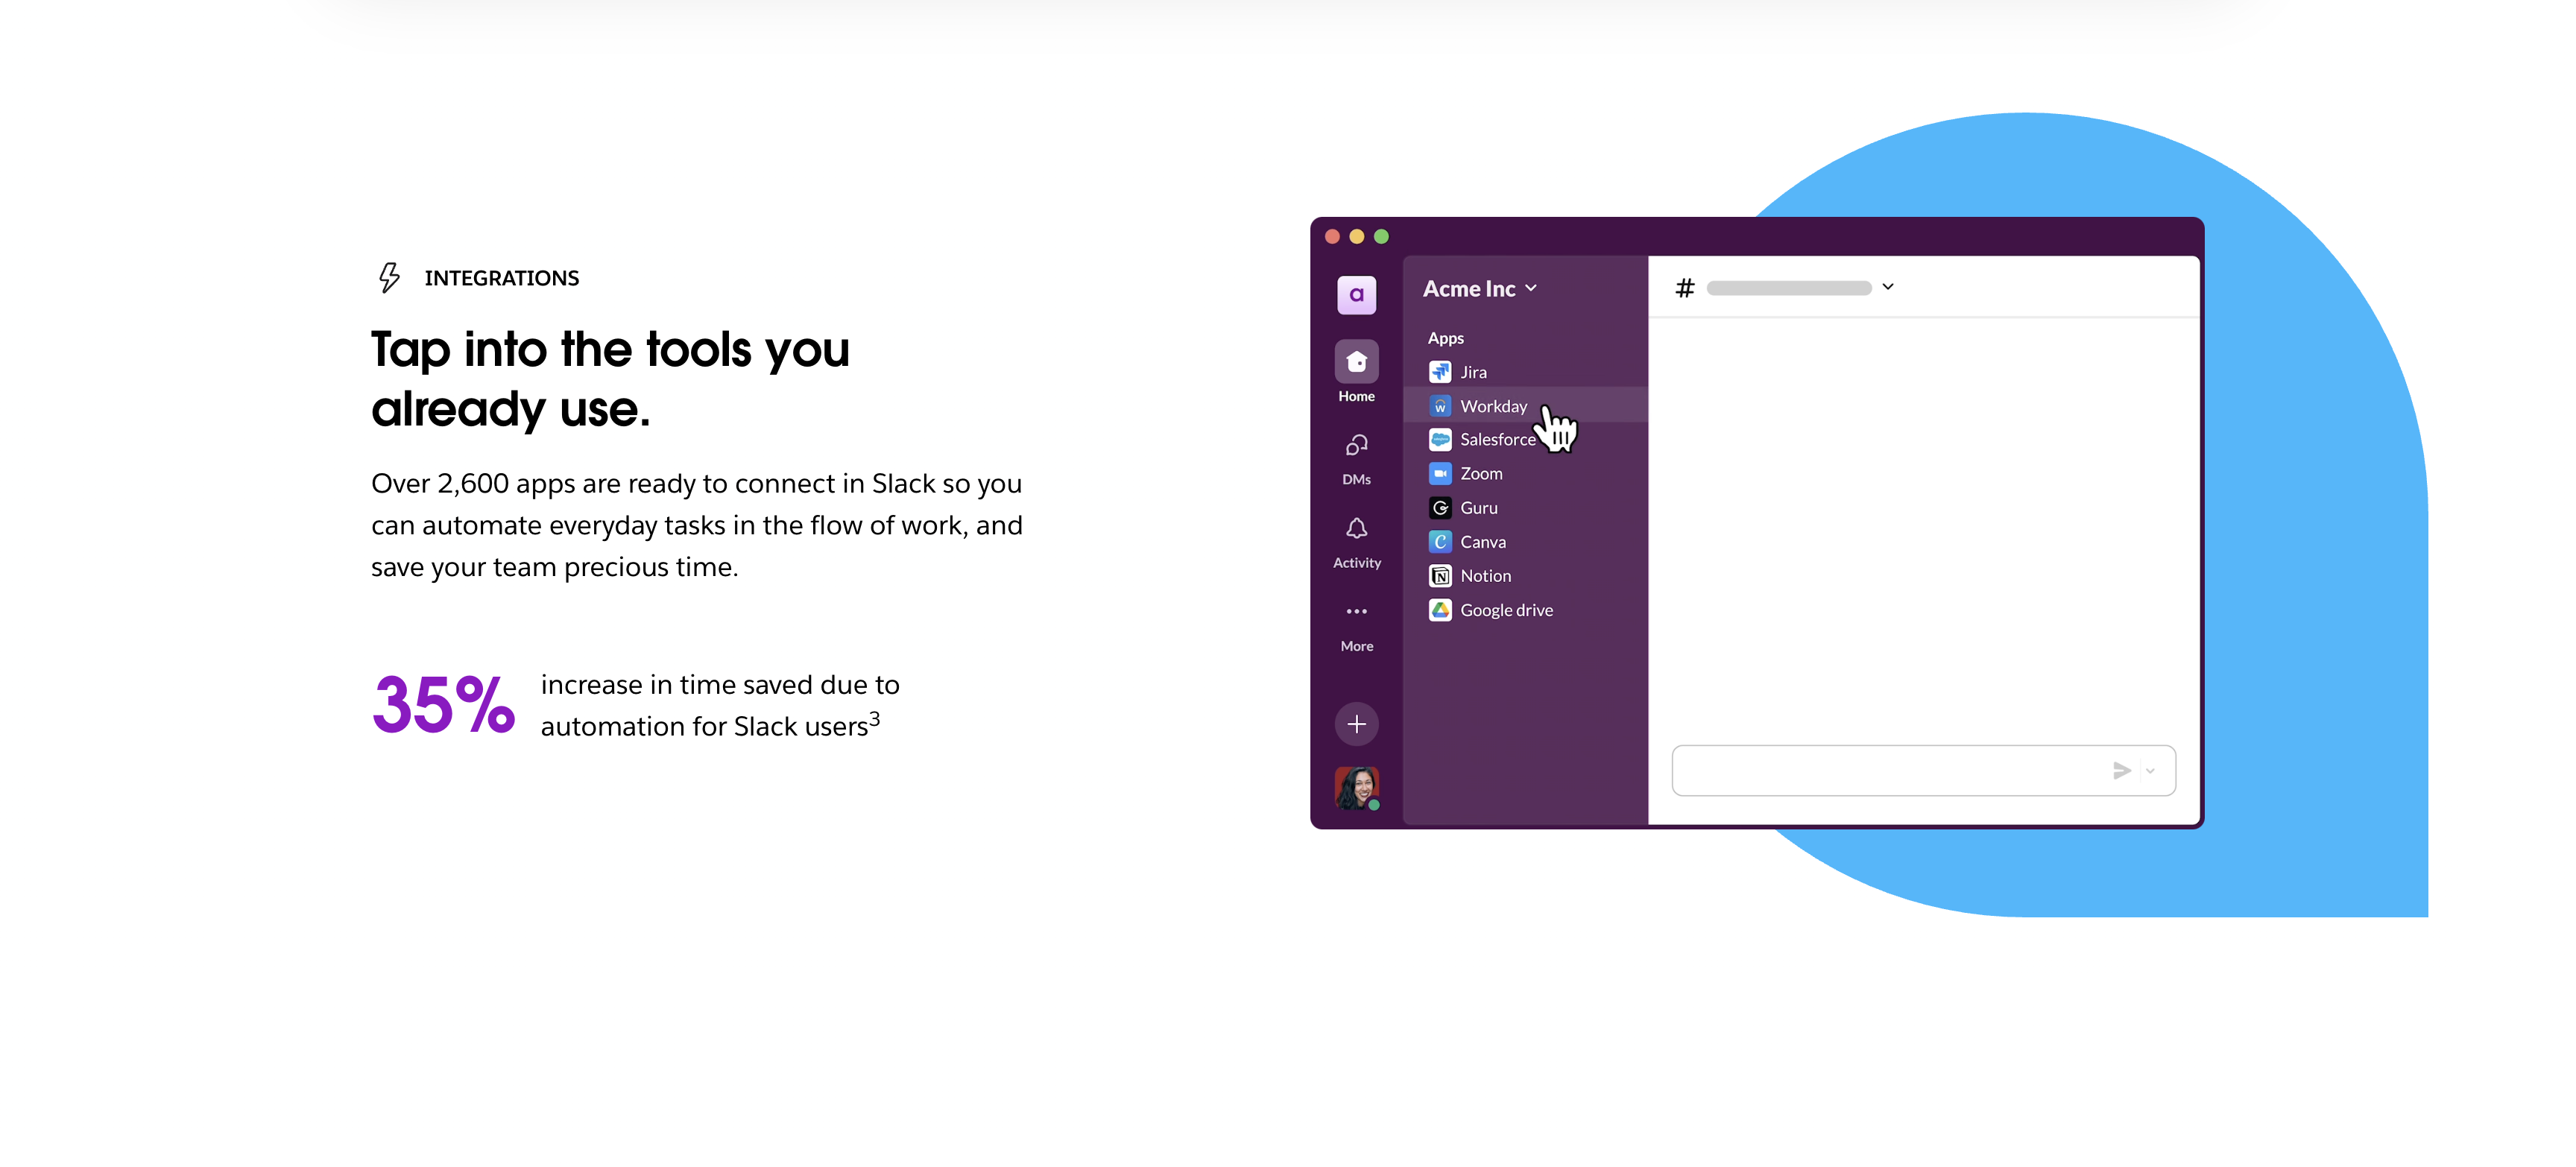 INTEGRATIONS
Tap into the tools you
already use.
Over 2,600 apps are ready to connect in Slack so you
can automate everyday tasks in the flow of work, and
save your team precious time.
35%
increase in time saved due to
automation for Slack users³
a
Home
DMs
Activity
More
Acme Inc
Apps
Jira
Workday
Salesforce
Zoom
Guru
Canva
Notion
Google drive
#